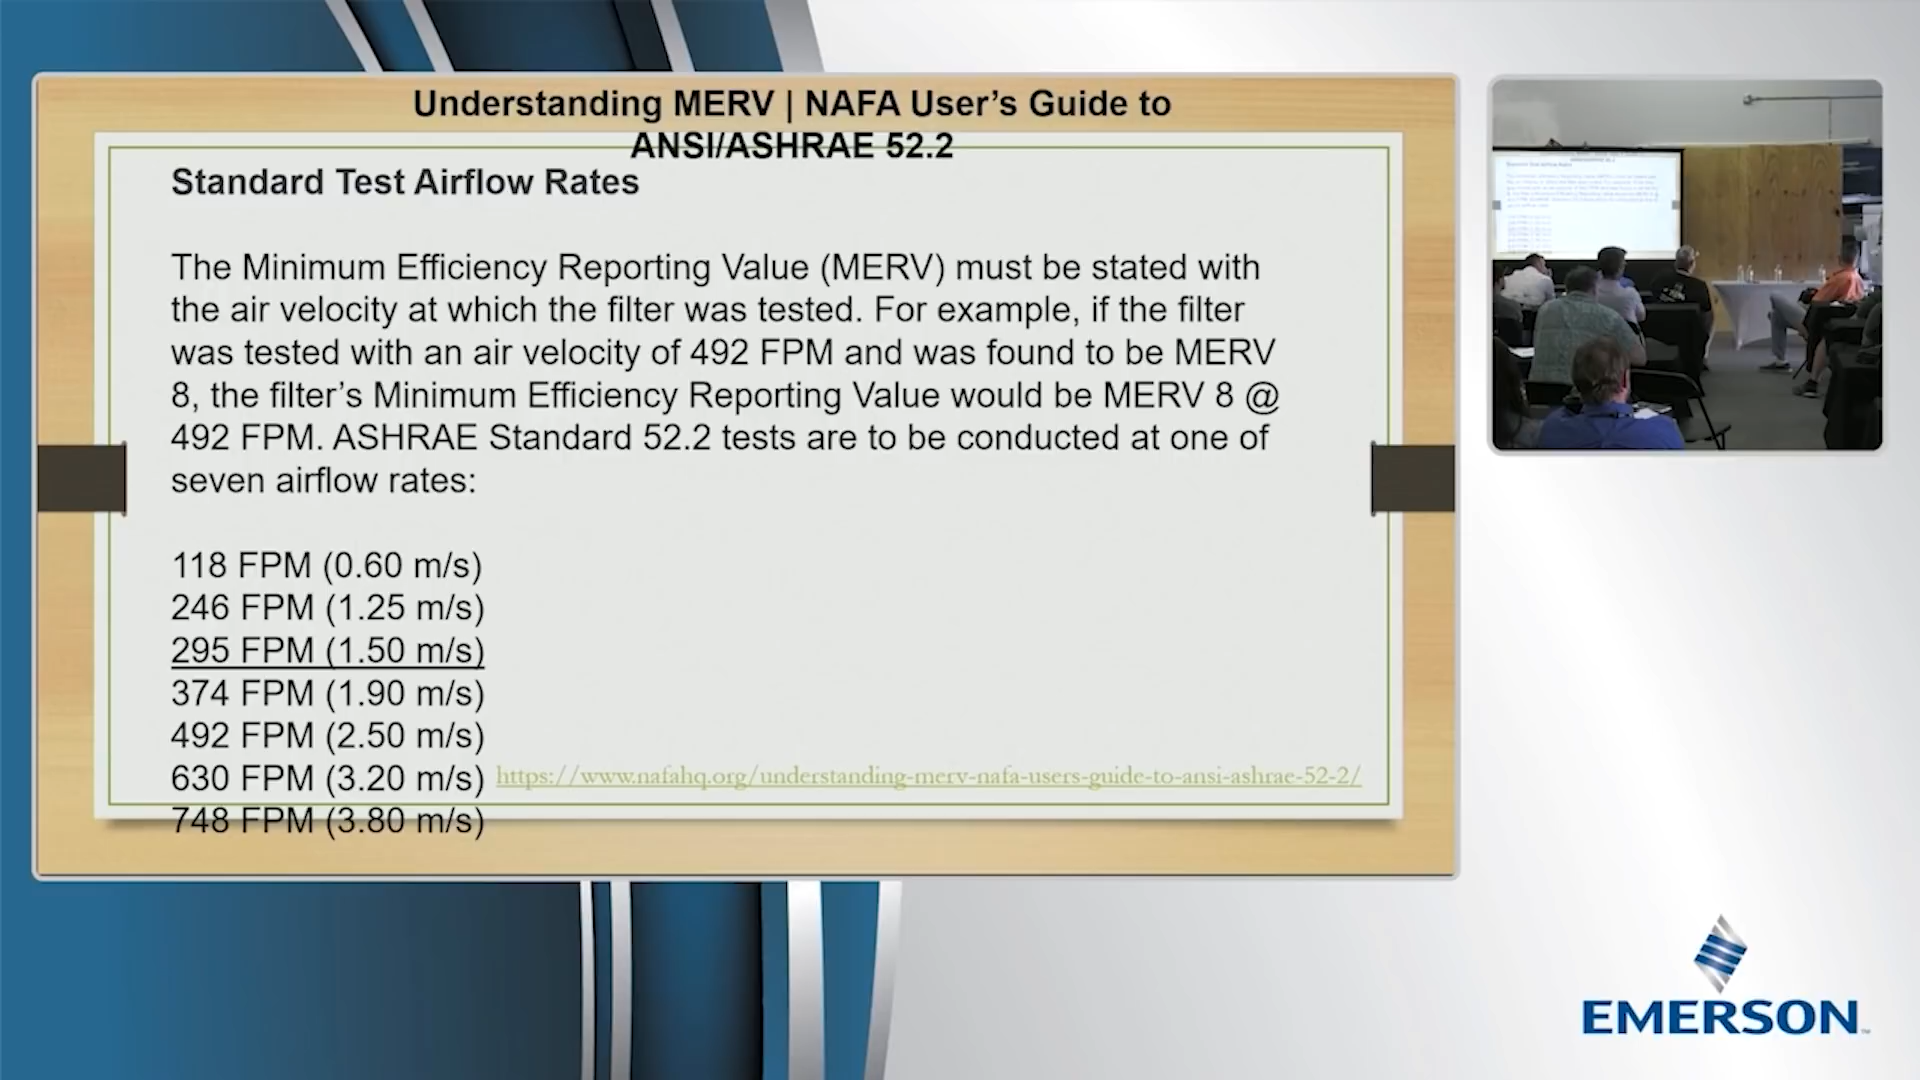 Understanding MERV | NAFA User’s Guide to
ANSI/ASHRAE 52.2
Standard Test Airflow Rates
The Minimum Efficiency Reporting Value (MERV) must be stated with
the air velocity at which the filter was tested. For example, if the filter
was tested with an air velocity of 492 FPM and was found to be MERV
8, the filter’s Minimum Efficiency Reporting Value would be MERV 8 @
492 FPM. ASHRAE Standard 52.2 tests are to be conducted at one of
seven airflow rates:
118 FPM (0.60 m/s)
246 FPM (1.25 m/s)
295 FPM (1.50 m/s)
374 FPM (1.90 m/s)
492 FPM (2.50 m/s)
630 FPM (3.20 m/s) https://www.nafahq.org/understanding-merv-nafa-users-guide-to-ansi-ashrae-52-2/
748 FPM (3.80 m/s)
EMERSON